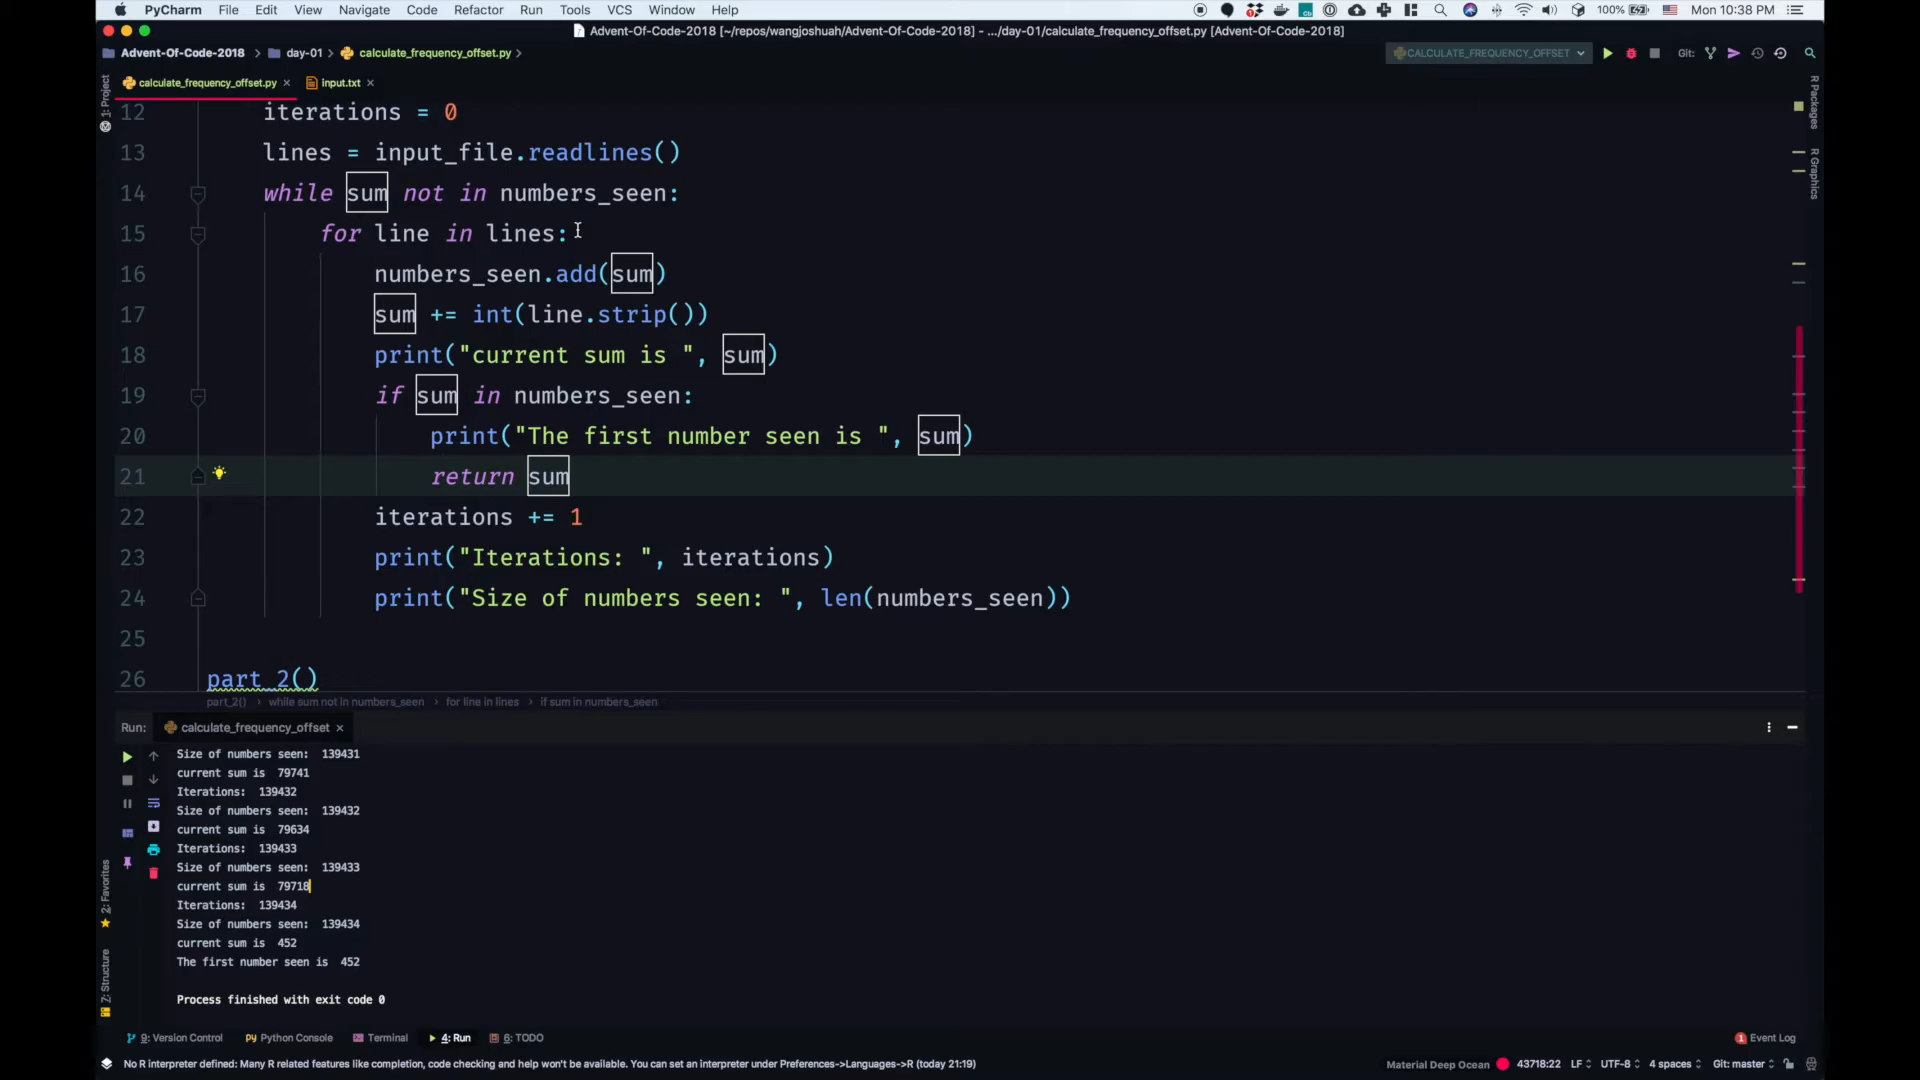 PyCharm File Edit View Navigate Code Refactor Run Tools VCS Window Help 100% Mon 10:38 PM
Advent-Of-Code-2018 [~/repos/wangjoshuah/Advent-Of-Code-2018] - .../day-01/calculate_frequency_offset.py [Advent-Of-Code-2018]
Advent-Of-Code-2018 day-01 calculate_frequency_offset.py CALCULATE_FREQUENCY_OFFSET Git:
calculate_frequency_offset.py input.txt
1: Project
R Packages
R Graphics
12 iterations = 0
13 lines = input_file.readlines()
14 while sum not in numbers_seen:
15 for line in lines:
16 numbers_seen.add(sum)
17 sum += int(line.strip())
18 print("current sum is ", sum)
19 if sum in numbers_seen:
20 print("The first number seen is ", sum)
21 return sum
22 iterations += 1
23 print("Iterations: ", iterations)
24 print("Size of numbers seen: ", len(numbers_seen))
25
26 part_2()
part_2() while sum not in numbers_seen for line in lines if sum in numbers_seen
Run: calculate_frequency_offset
Size of numbers seen:  139431
current sum is  79741
Iterations:  139432
Size of numbers seen:  139432
current sum is  79634
Iterations:  139433
Size of numbers seen:  139433
current sum is  79718
Iterations:  139434
Size of numbers seen:  139434
current sum is  452
The first number seen is  452
Process finished with exit code 0
2: Favorites
7: Structure
9: Version Control Python Console Terminal 4: Run 6: TODO 1 Event Log
No R interpreter defined: Many R related features like completion, code checking and help won't be available. You can set an interpreter under Preferences->Languages->R (today 21:19) Material Deep Ocean 43718:22 LF UTF-8 4 spaces Git: master